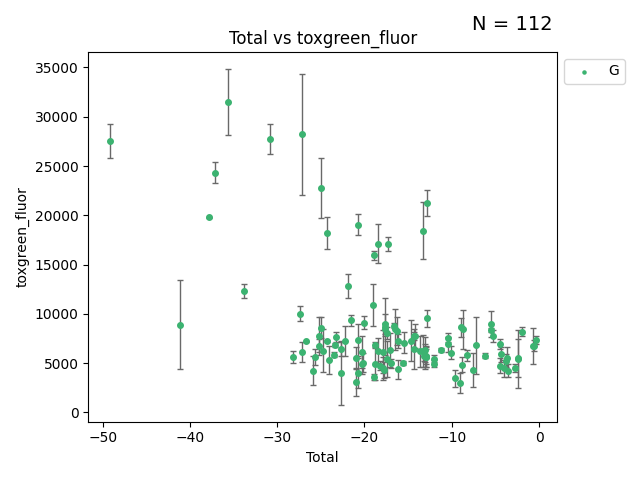 N = 112
Total vs toxgreen_fluor
G
35000
30000
25000
20000
15000
10000
5000
0
toxgreen_fluor
−50 −40 −30 −20 −10 0
Total